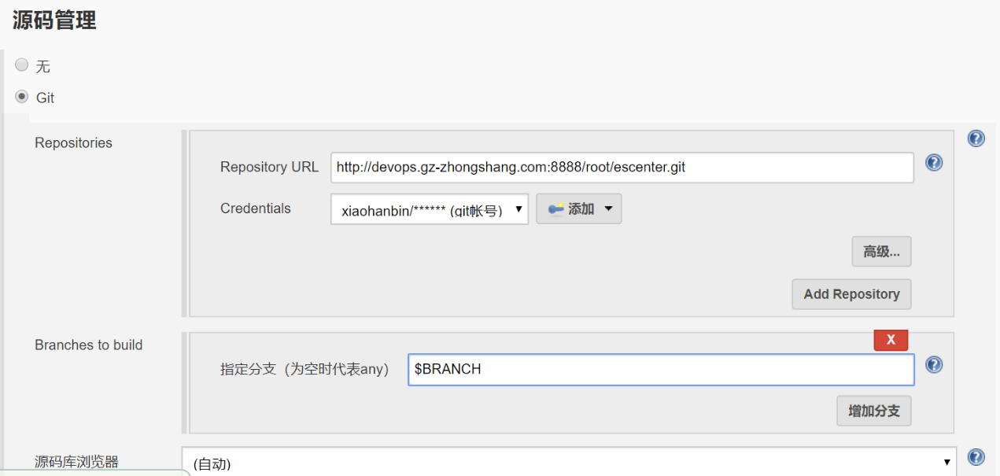 源码管理
无
Git
Repositories
Repository URL http://devops.gz-zhongshang.com:8888/root/escenter.git
Credentials xiaohanbin/****** (git帐号) 添加
高级...
Add Repository
Branches to build
X
指定分支（为空时代表any） $BRANCH
增加分支
源码库浏览器 (自动)